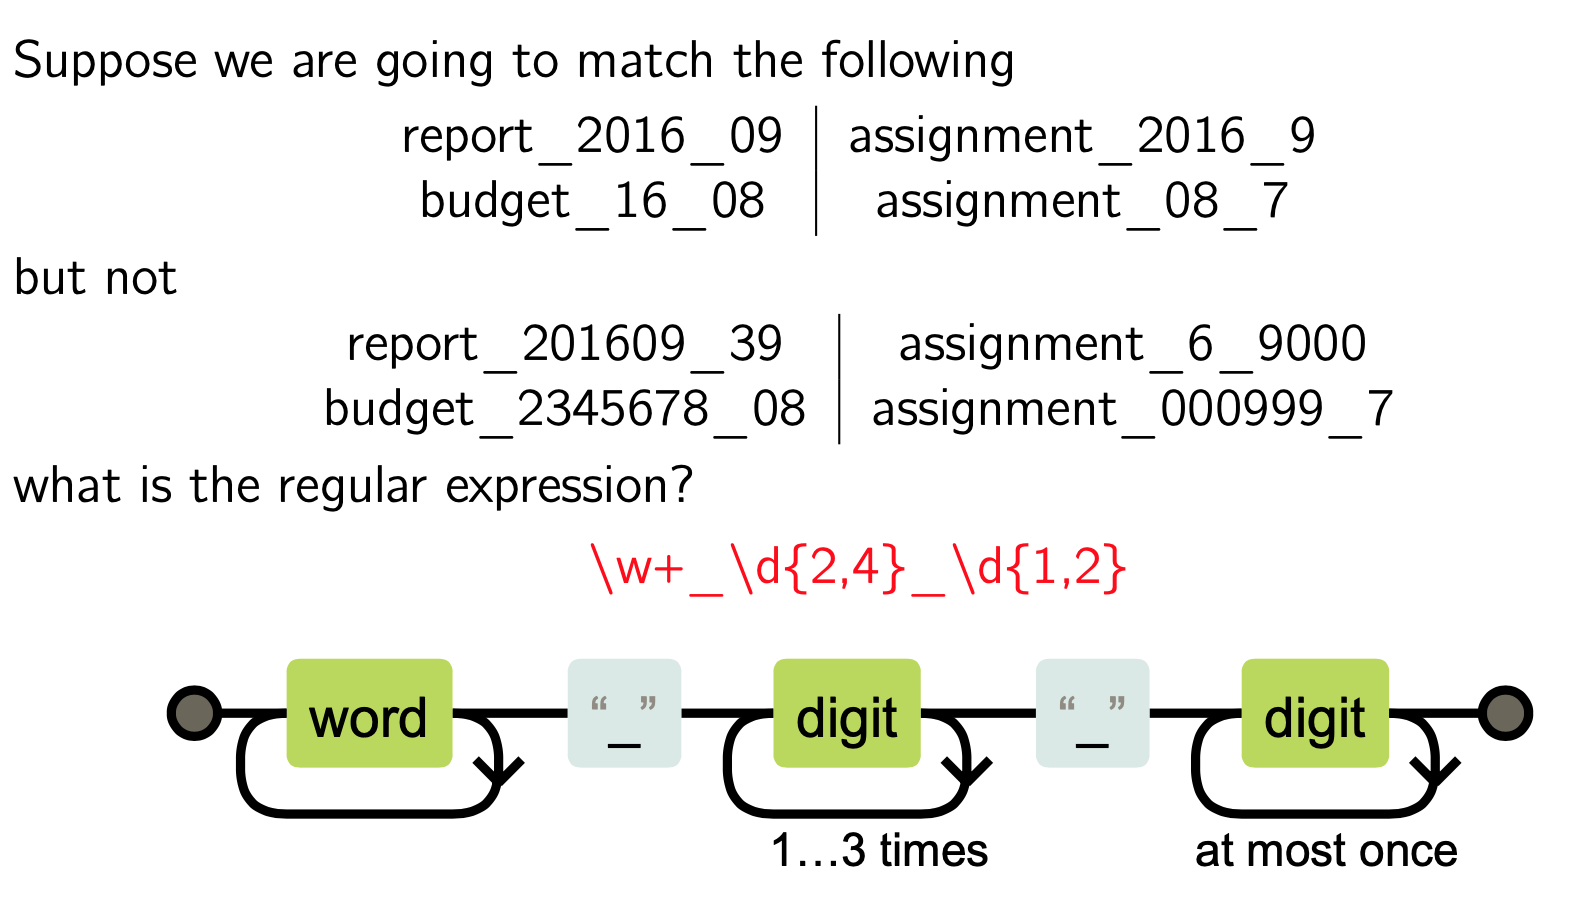 Suppose we are going to match the following
report_2016_09 assignment_2016_9
budget_16_08 assignment_08_7
but not
report_201609_39 assignment_6_9000
budget_2345678_08 assignment_000999_7
what is the regular expression?
\w+_\d{2,4}_\d{1,2}
word “_” digit “_” digit
1...3 times at most once